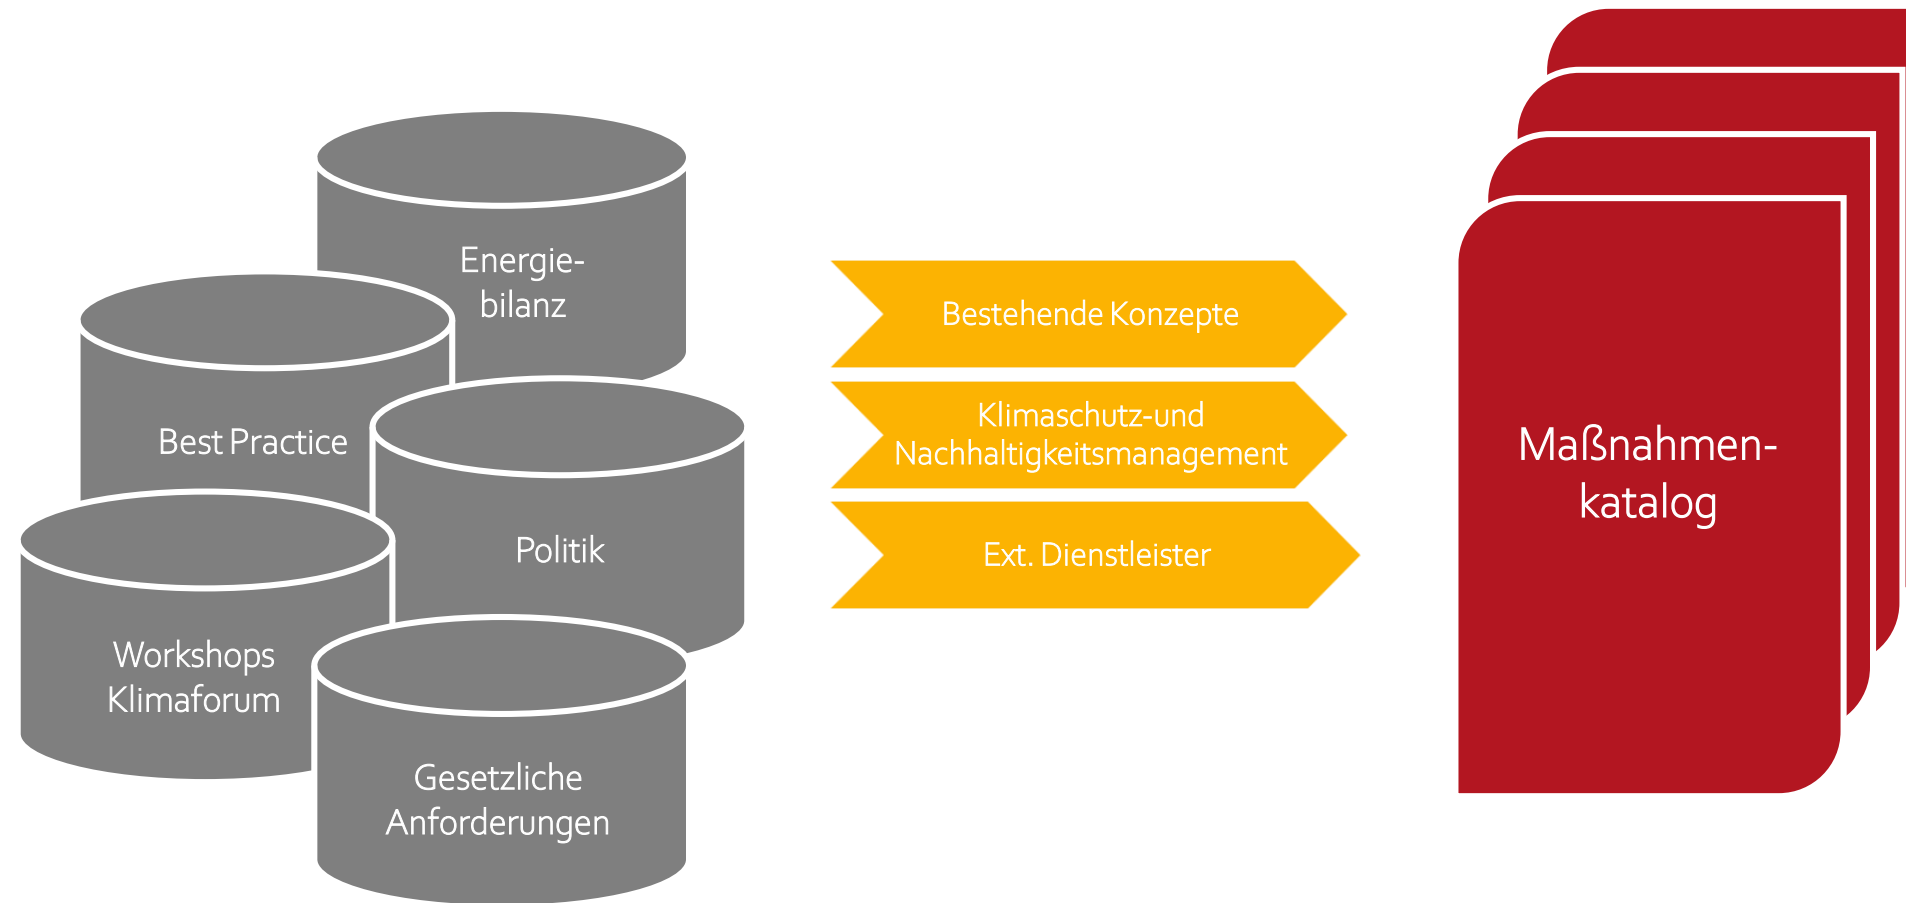 Energie-
bilanz
Best Practice
Politik
Workshops
Klimaforum
Gesetzliche
Anforderungen
Bestehende Konzepte
Klimaschutz-und
Nachhaltigkeitsmanagement
Ext. Dienstleister
Maßnahmen-
katalog